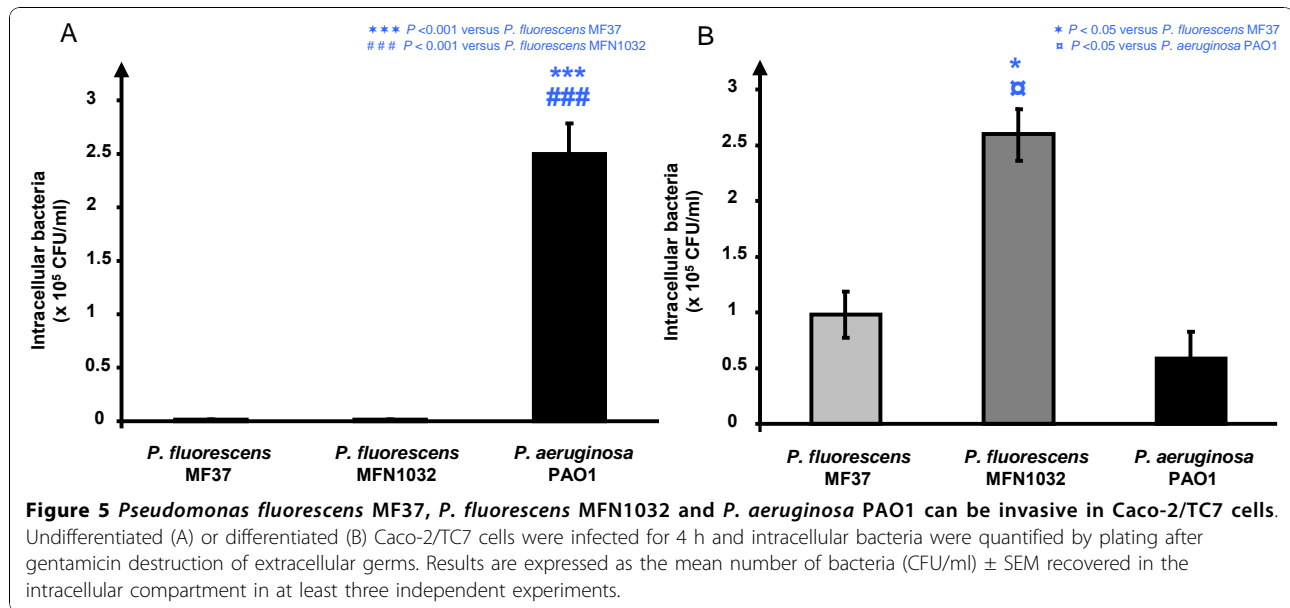 A
✶✶✶ P <0.001 versus P. fluorescens MF37
# # # P < 0.001 versus P. fluorescens MFN1032
Intracellular bacteria
(x 10⁵ CFU/ml)
3
2.5
2
1.5
1
0.5
0
***
###
P. fluorescens
MF37
P. fluorescens
MFN1032
P. aeruginosa
PAO1
B
✶ P < 0.05 versus P. fluorescens MF37
¤ P <0.05 versus P. aeruginosa PAO1
Intracellular bacteria
(x 10⁵ CFU/ml)
3
2.5
2
1.5
1
0.5
0
*
¤
P. fluorescens
MF37
P. fluorescens
MFN1032
P. aeruginosa
PAO1
Figure 5 Pseudomonas fluorescens MF37, P. fluorescens MFN1032 and P. aeruginosa PAO1 can be invasive in Caco-2/TC7 cells.
Undifferentiated (A) or differentiated (B) Caco-2/TC7 cells were infected for 4 h and intracellular bacteria were quantified by plating after
gentamicin destruction of extracellular germs. Results are expressed as the mean number of bacteria (CFU/ml) ± SEM recovered in the
intracellular compartment in at least three independent experiments.